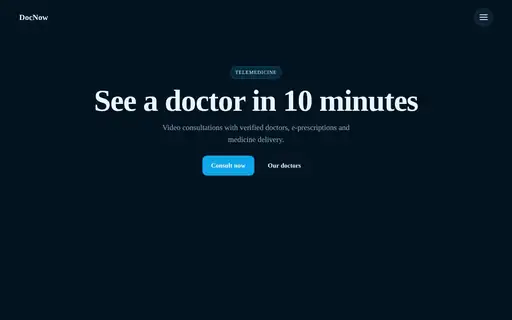 DocNow
TELEMEDICINE
See a doctor in 10 minutes
Video consultations with verified doctors, e-prescriptions and
medicine delivery.
Consult now
Our doctors